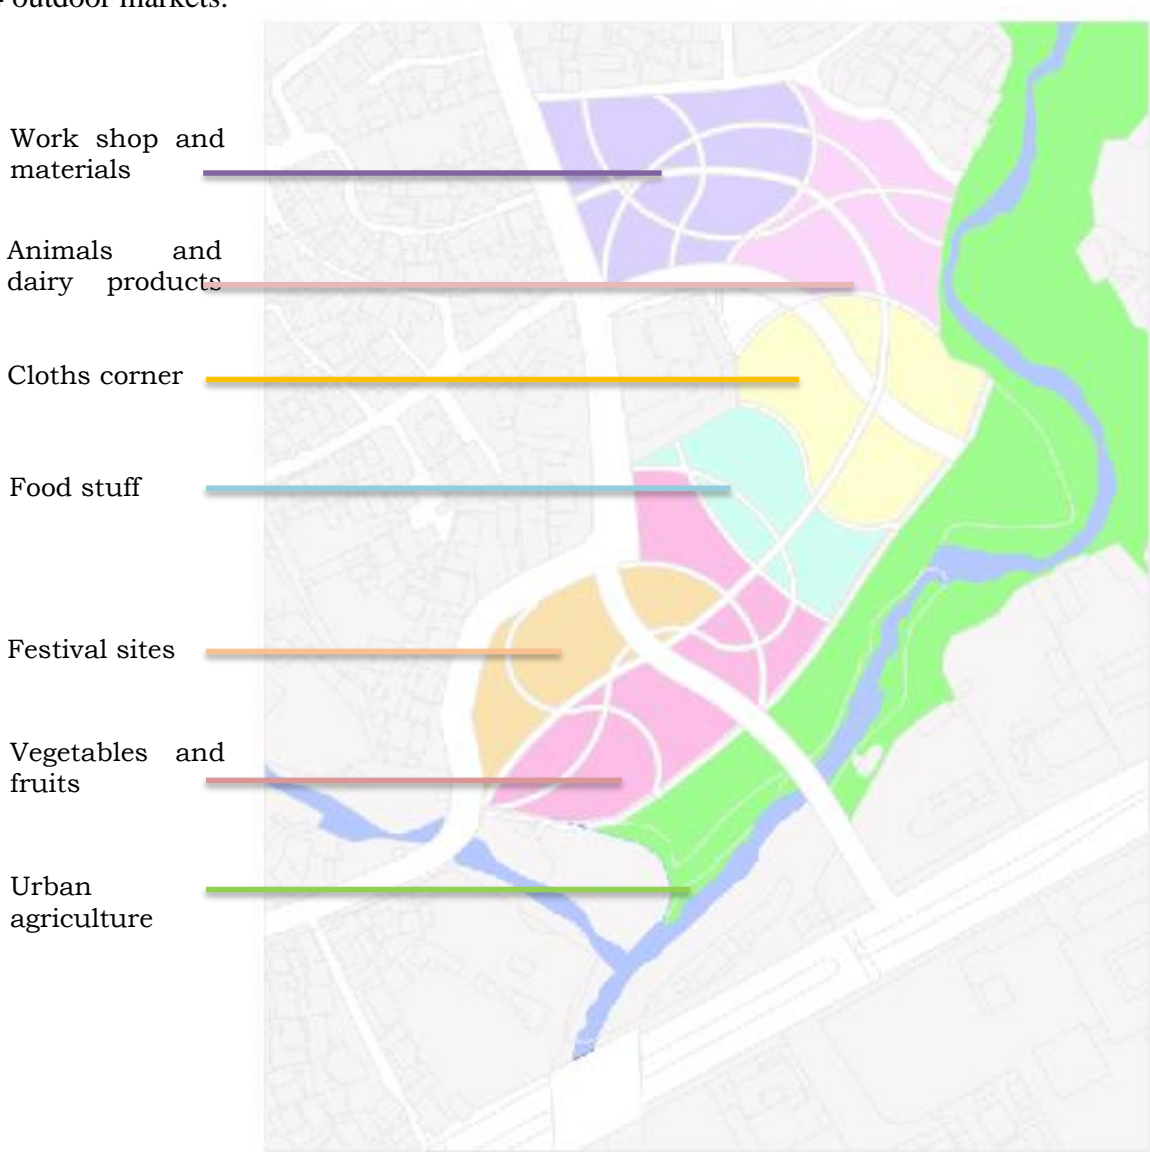 outdoor markets.
Work shop and
materials
Animals and
dairy products
Cloths corner
Food stuff
Festival sites
Vegetables and
fruits
Urban
agriculture